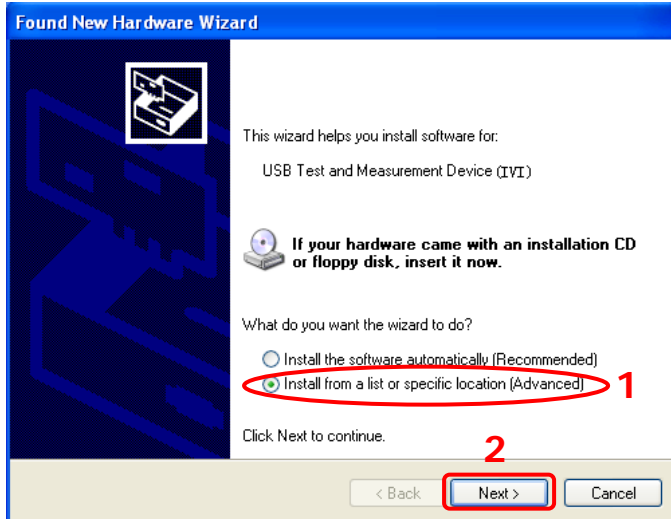 Found New Hardware Wizard
This wizard helps you install software for:
USB Test and Measurement Device (IVI)
If your hardware came with an installation CD
or floppy disk, insert it now.
What do you want the wizard to do?
Install the software automatically (Recommended)
Install from a list or specific location (Advanced) 1
Click Next to continue.
2
< Back Next > Cancel